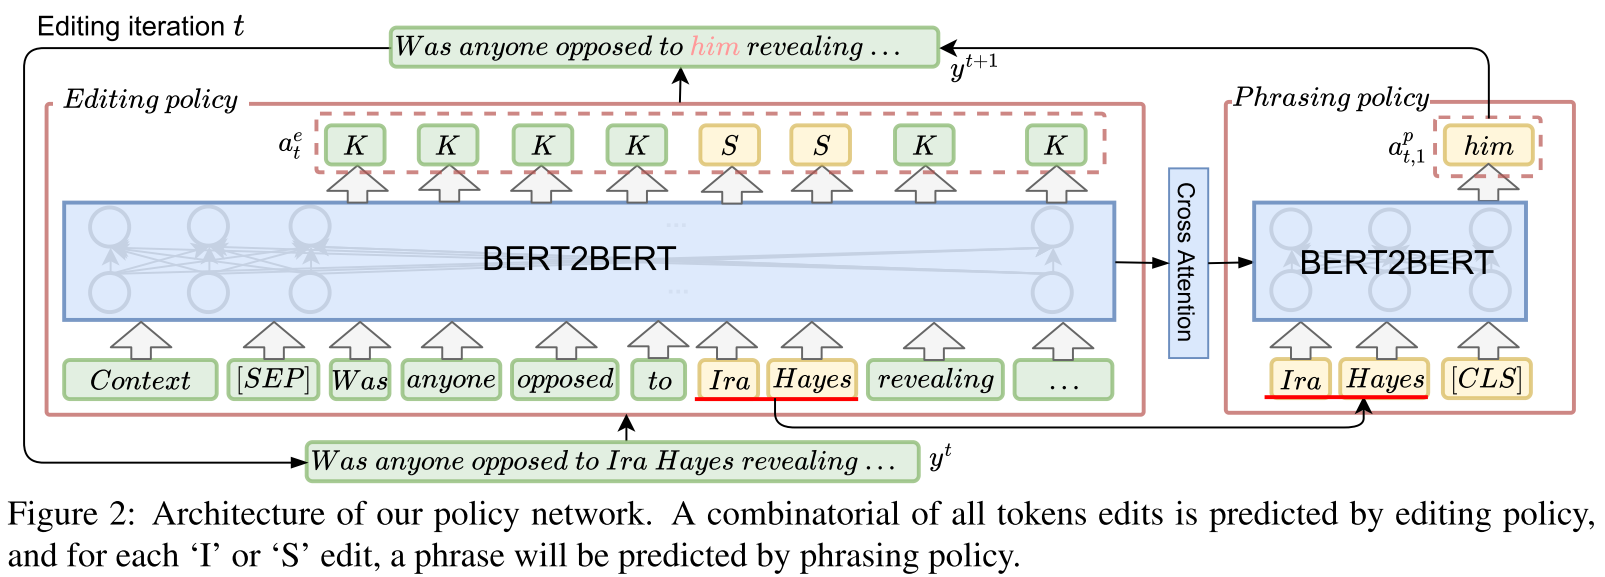 Editing iteration t
Was anyone opposed to him revealing ...
y^{t+1}
Editing policy
Phrasing policy
a_t^e
K K K K S S K K
a_{t,1}^p
him
...
BERT2BERT
...
Cross Attention
BERT2BERT
Context [SEP] Was anyone opposed to Ira Hayes revealing ...
Ira Hayes [CLS]
Was anyone opposed to Ira Hayes revealing ...
y^t
Figure 2: Architecture of our policy network. A combinatorial of all tokens edits is predicted by editing policy,
and for each ‘I’ or ‘S’ edit, a phrase will be predicted by phrasing policy.